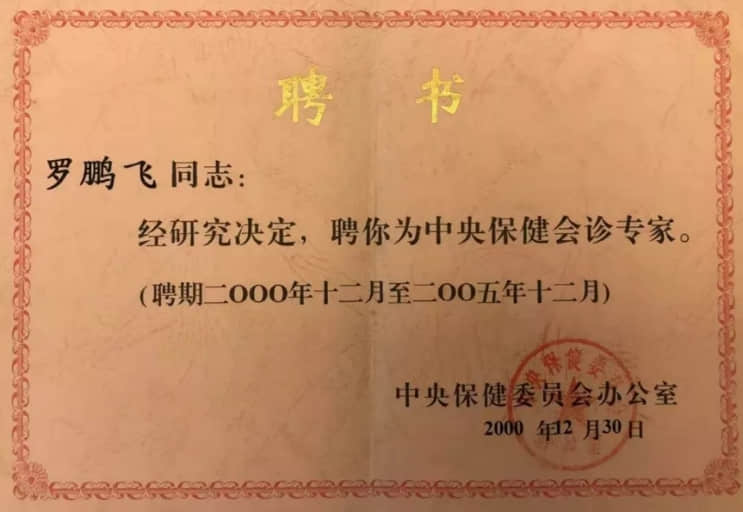 聘 书
罗鹏飞同志：
经研究决定，聘你为中央保健会诊专家。
(聘期二OOO年十二月至二OO五年十二月)
中央保健委员会办公室
2000 年12 月30日